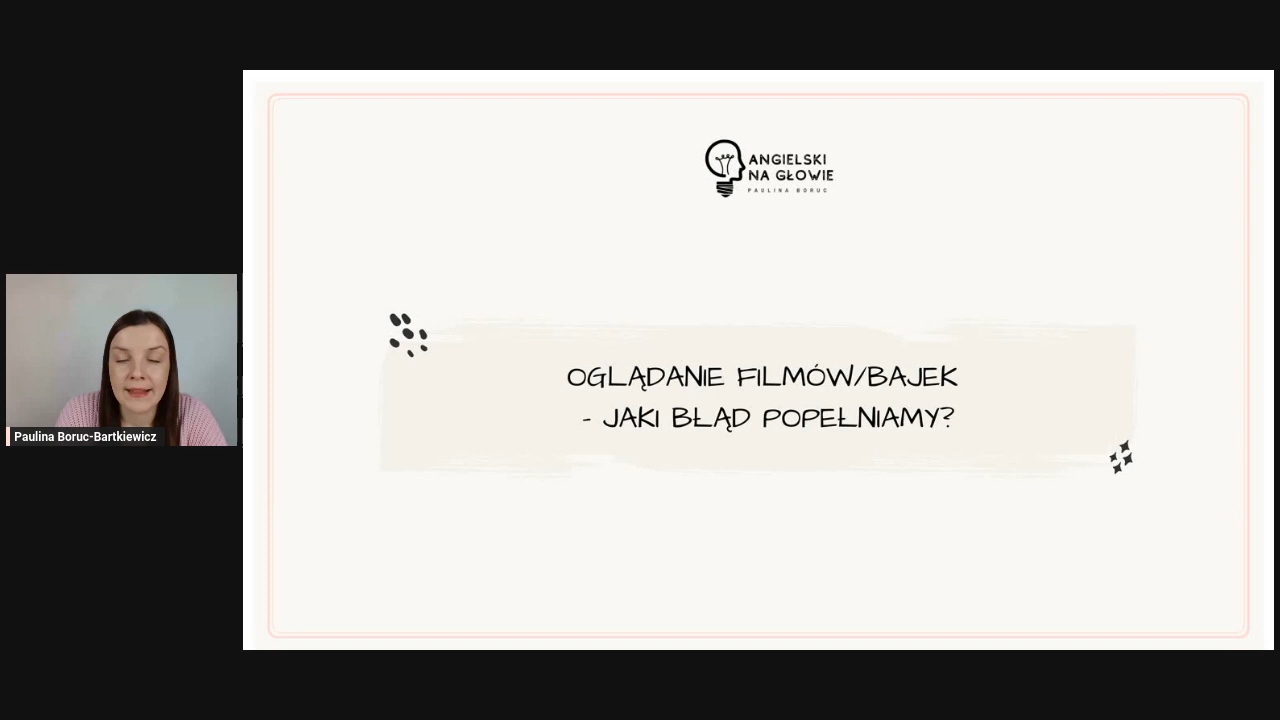 ANGIELSKI
NA GŁOWIE
PAULINA BORUC
OGLĄDANIE FILMÓW/BAJEK
- JAKI BŁĄD POPEŁNIAMY?
Paulina Boruc-Bartkiewicz